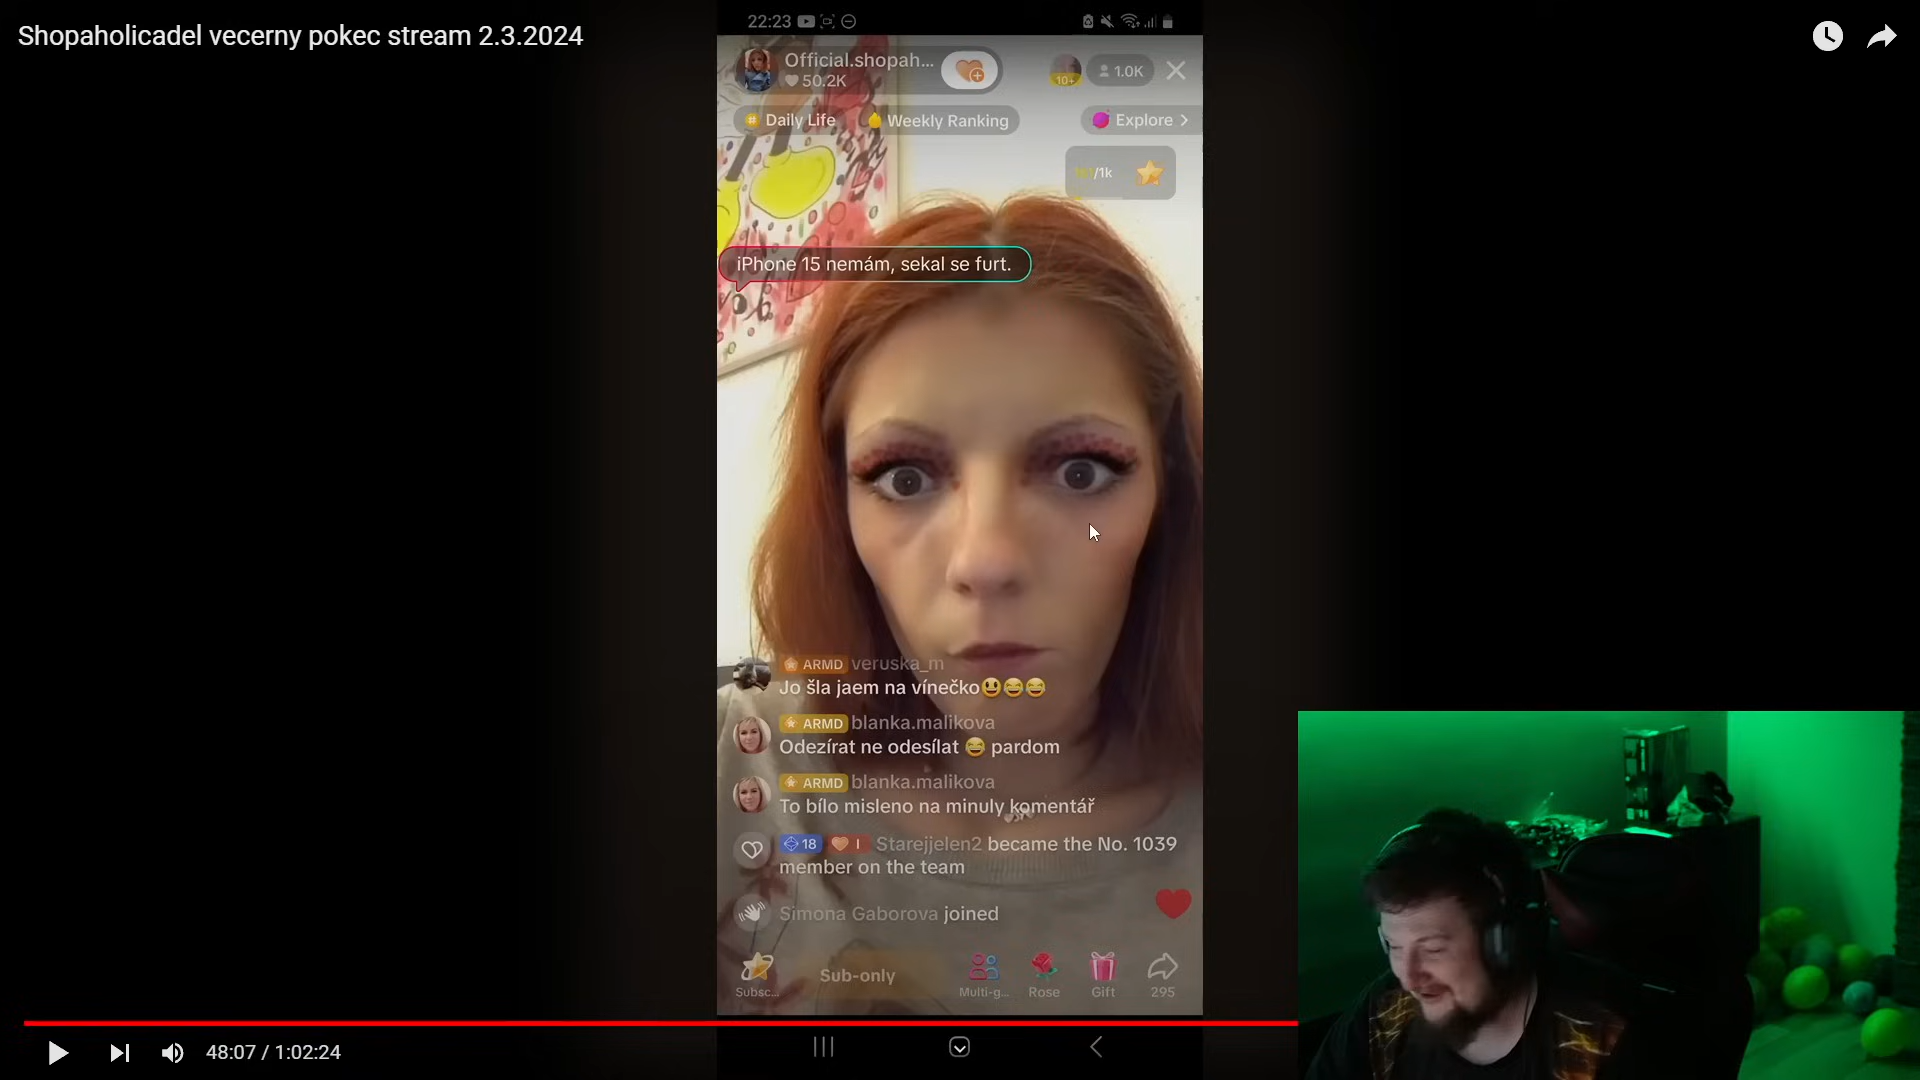 Shopaholicadel vecerny pokec stream 2.3.2024
22:23
Official.shopah...
50.2K
10+
1.0K
Daily Life
Weekly Ranking
Explore >
/1k
iPhone 15 nemám, sekal se furt.
ARMD veruska_m
Jo šla jaem na vínečko😃😂😂
ARMD blanka.malikova
Odezírat ne odesílat 😂 pardom
ARMD blanka.malikova
To bílo misleno na minuly komentář
18 I Starejjelen2 became the No. 1039
member on the team
Simona Gaborova joined
Subsc...
Sub-only
Multi-g...
Rose
Gift
295
48:07 / 1:02:24